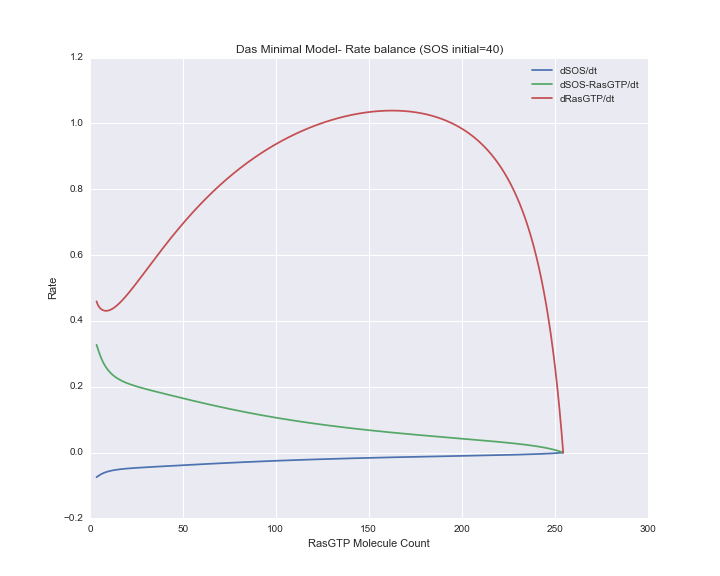 Das Minimal Model- Rate balance (SOS initial=40)
dSOS/dt
dSOS-RasGTP/dt
dRasGTP/dt
1.2
1.0
0.8
0.6
0.4
0.2
0.0
−0.2
Rate
0
50
100
150
200
250
300
RasGTP Molecule Count